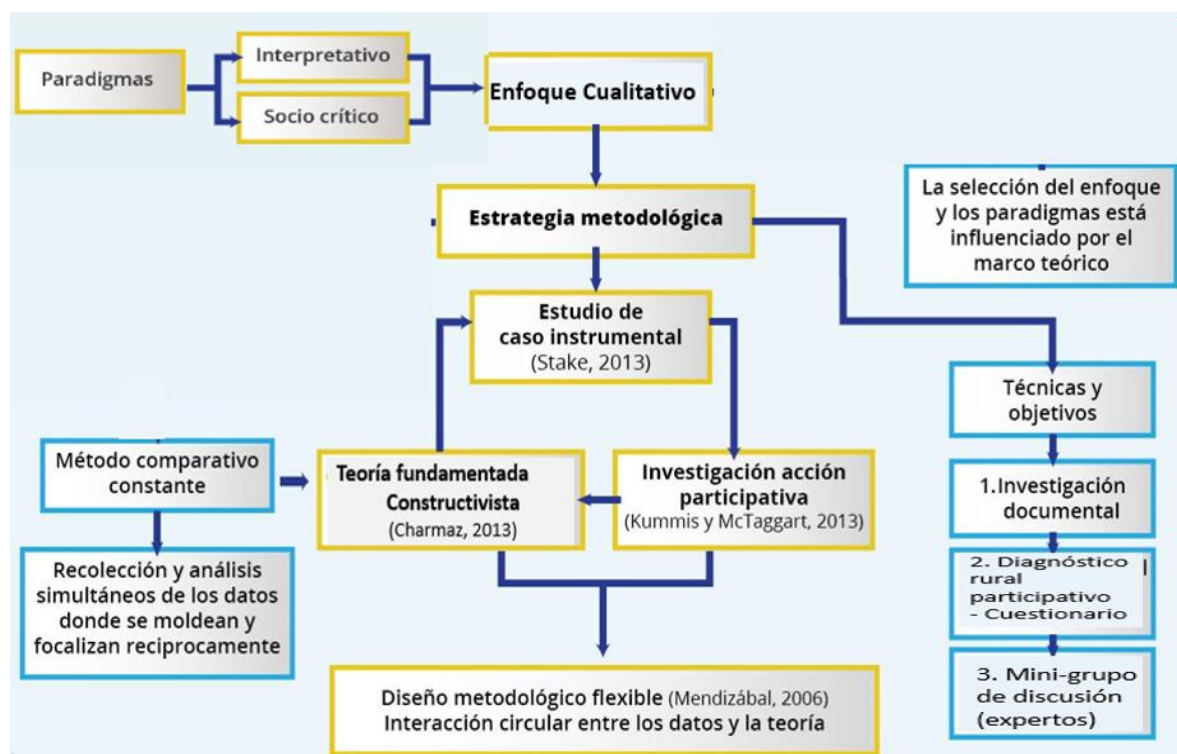 Paradigmas
Interpretativo
Socio crítico
Enfoque Cualitativo
Estrategia metodológica
La selección del enfoque
y los paradigmas está
influenciado por el
marco teórico
Estudio de
caso instrumental
(Stake, 2013)
Técnicas y
objetivos
Método comparativo
constante
Teoría fundamentada
Constructivista
(Charmaz, 2013)
Investigación acción
participativa
(Kummis y McTaggart, 2013)
1.Investigación
documental
Recolección y análisis
simultáneos de los datos
donde se moldean y
focalizan reciprocamente
2. Diagnóstico
rural
participativo
- Cuestionario
3. Mini-grupo
de discusión
(expertos)
Diseño metodológico flexible (Mendizábal, 2006)
Interacción circular entre los datos y la teoría